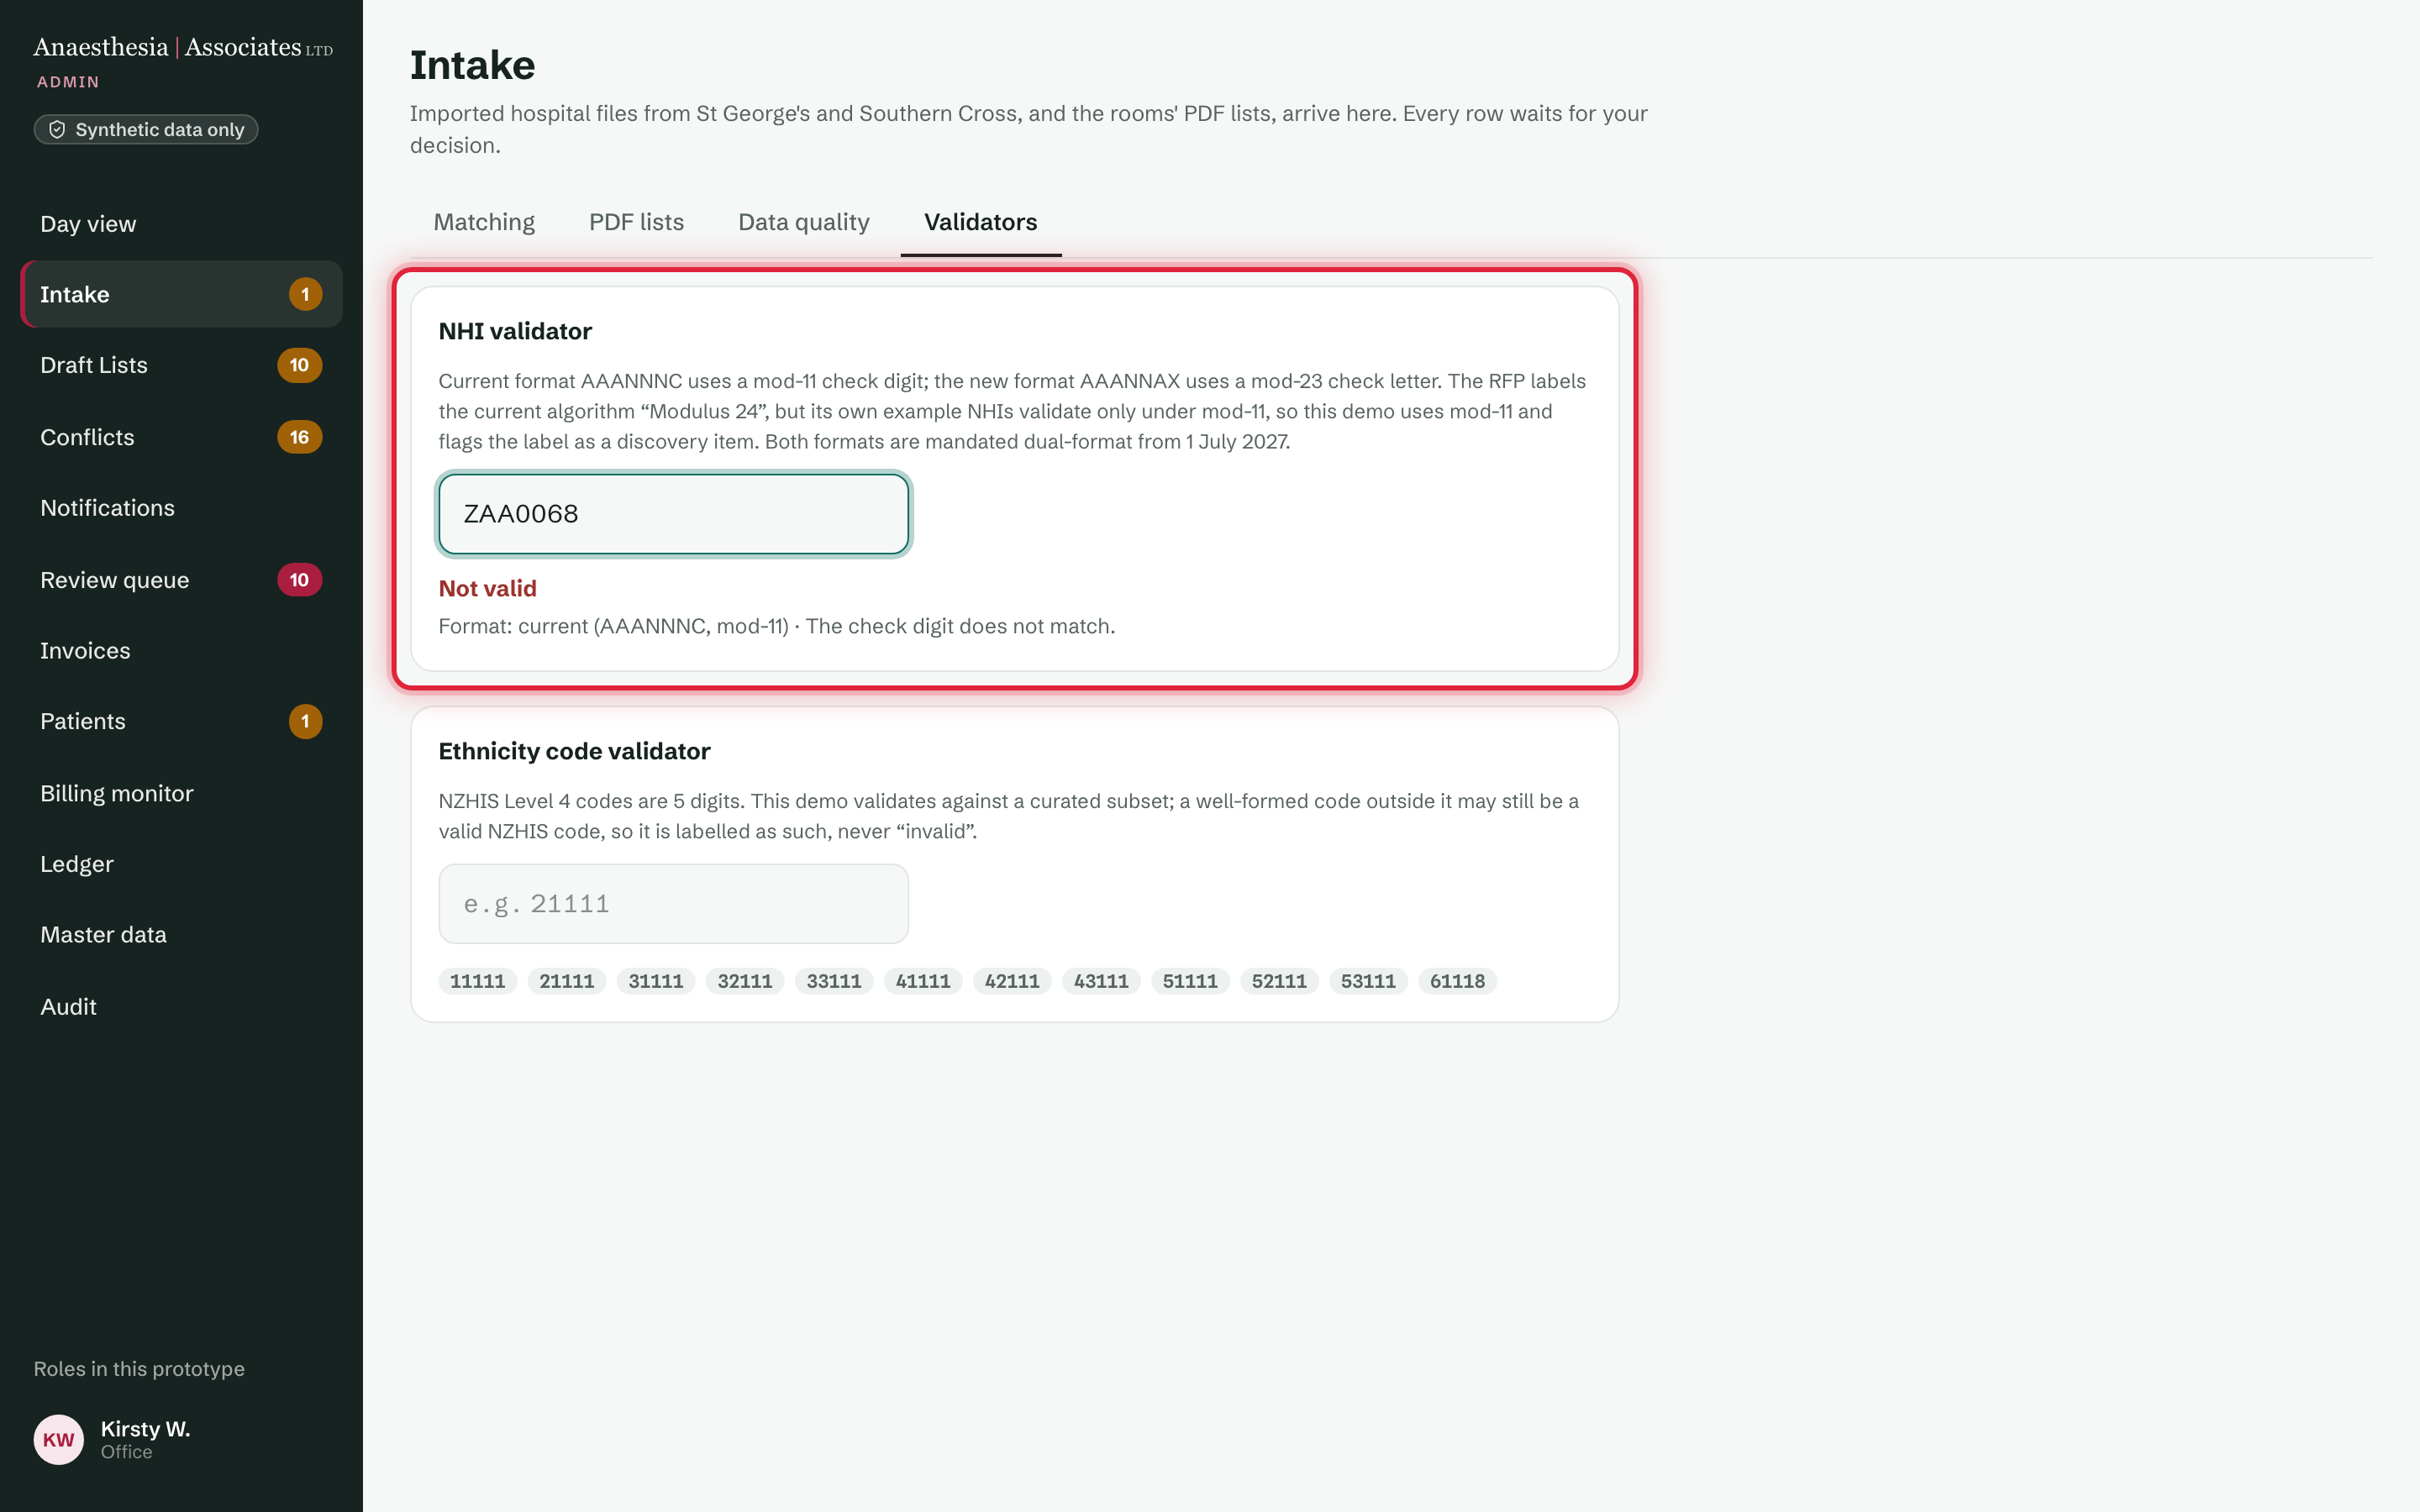 Anaesthesia | Associates LTD
ADMIN
Synthetic data only
Day view
Intake 1
Draft Lists 10
Conflicts 16
Notifications
Review queue 10
Invoices
Patients 1
Billing monitor
Ledger
Master data
Audit
Roles in this prototype
KW
Kirsty W.
Office
Intake
Imported hospital files from St George's and Southern Cross, and the rooms' PDF lists, arrive here. Every row waits for your
decision.
Matching PDF lists Data quality Validators
NHI validator
Current format AAANNNC uses a mod-11 check digit; the new format AAANNAX uses a mod-23 check letter. The RFP labels
the current algorithm “Modulus 24”, but its own example NHIs validate only under mod-11, so this demo uses mod-11 and
flags the label as a discovery item. Both formats are mandated dual-format from 1 July 2027.
ZAA0068
Not valid
Format: current (AAANNNC, mod-11) · The check digit does not match.
Ethnicity code validator
NZHIS Level 4 codes are 5 digits. This demo validates against a curated subset; a well-formed code outside it may still be a
valid NZHIS code, so it is labelled as such, never “invalid”.
e.g. 21111
11111 21111 31111 32111 33111 41111 42111 43111 51111 52111 53111 61118